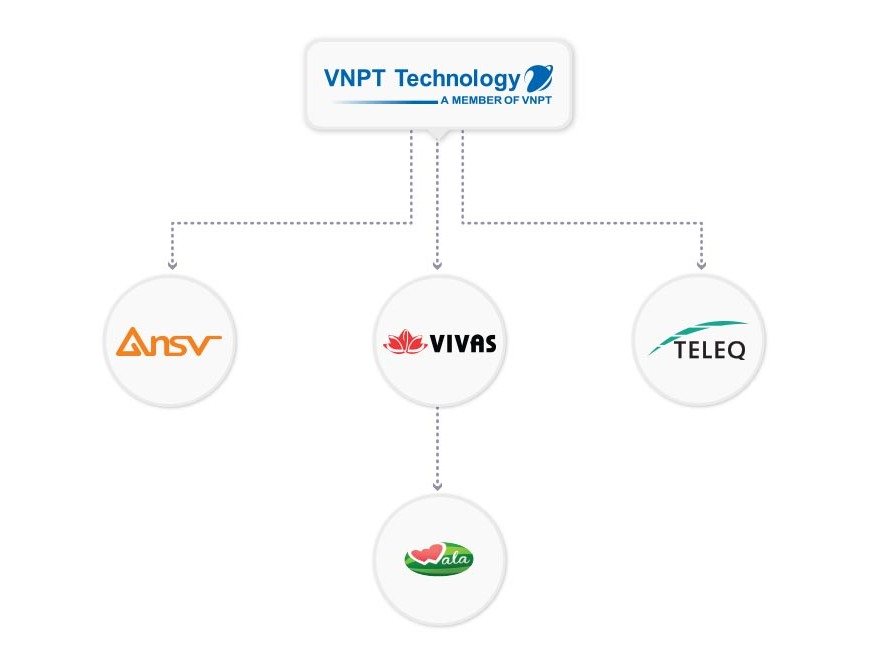 VNPT Technology
A MEMBER OF VNPT
Ansv
VIVAS
TELEQ
Wala